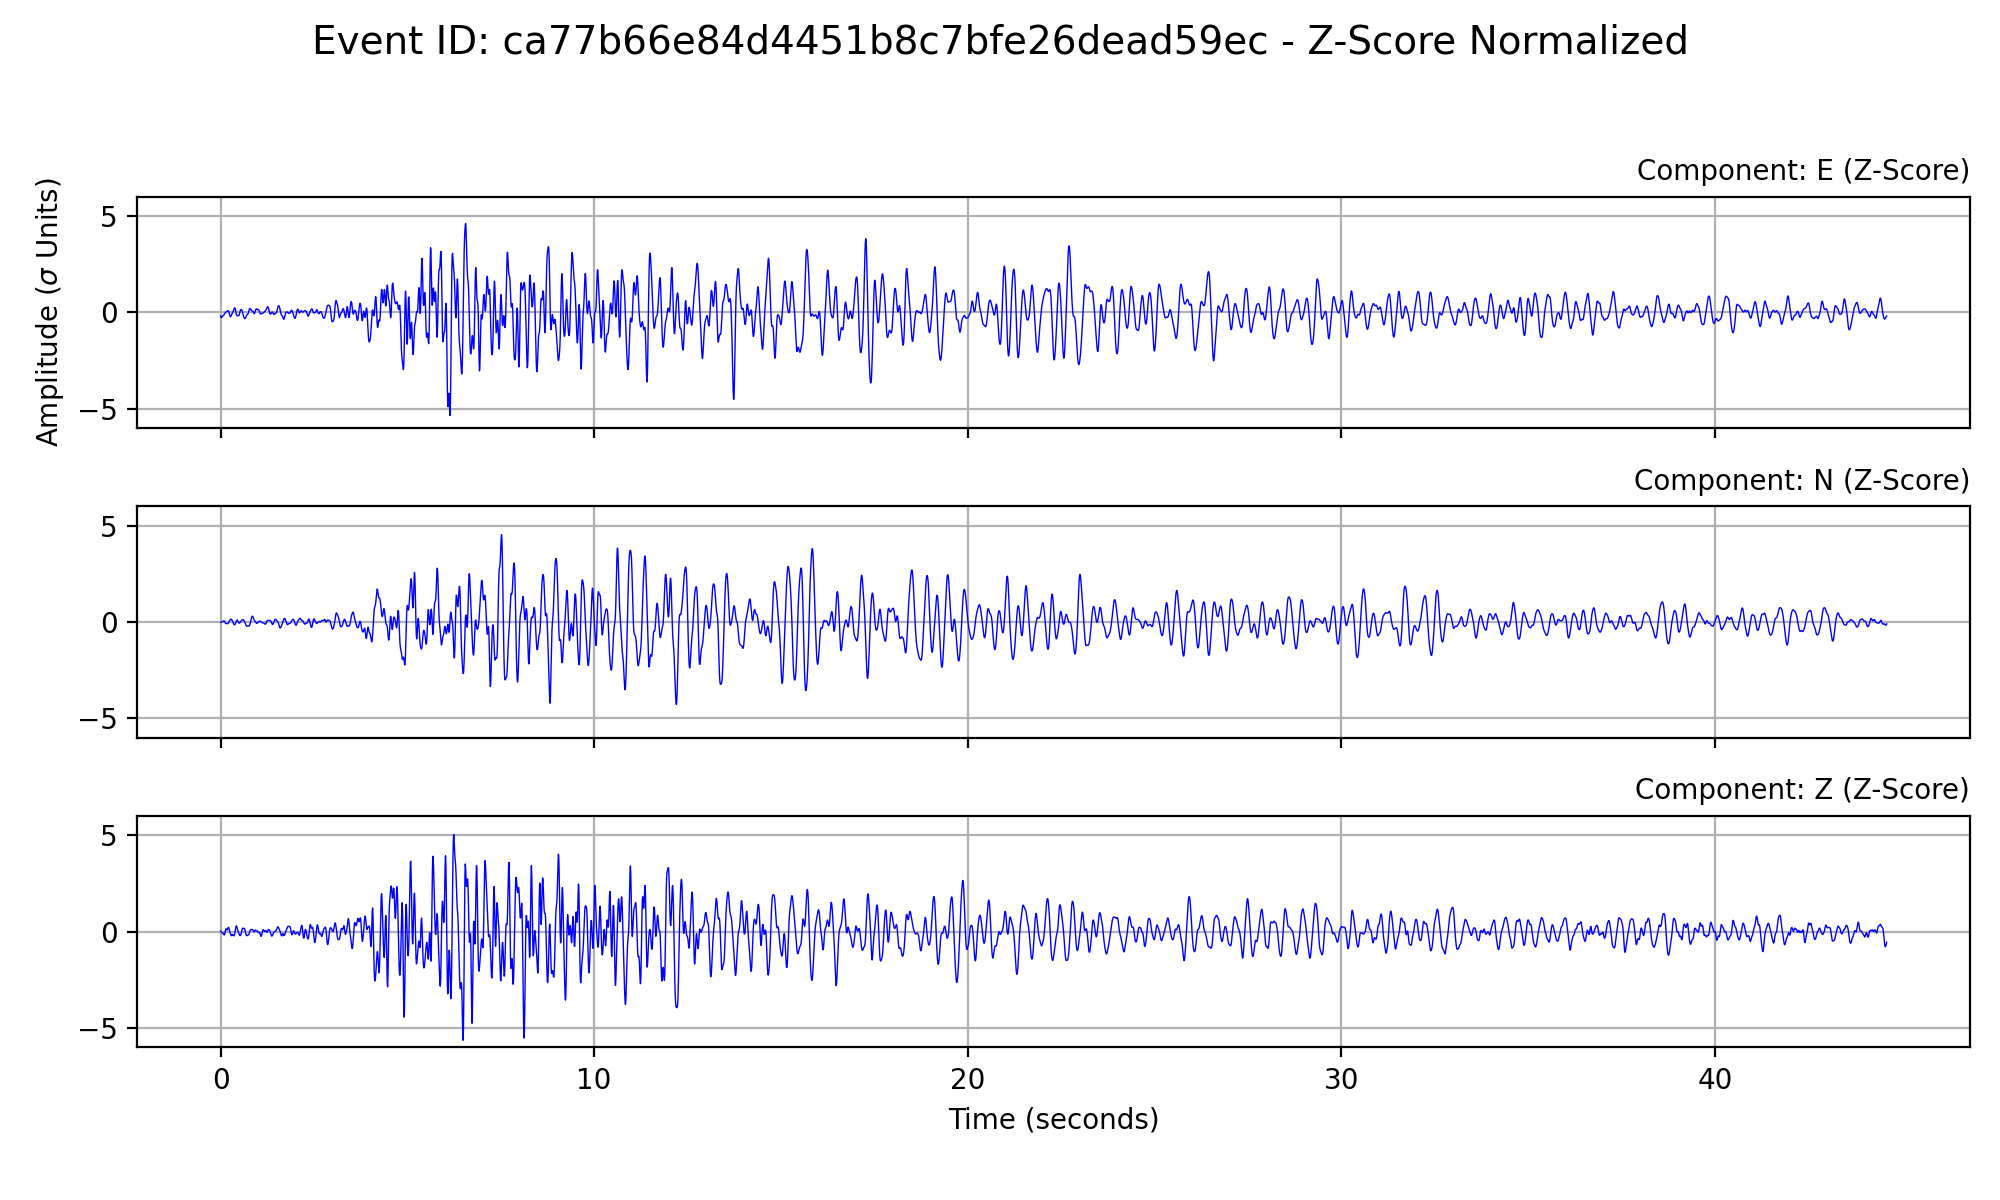 Event ID: ca77b66e84d4451b8c7bfe26dead59ec - Z-Score Normalized
Component: E (Z-Score)
Amplitude (σ Units)
5
0
−5
Component: N (Z-Score)
5
0
−5
Component: Z (Z-Score)
5
0
−5
0 10 20 30 40
Time (seconds)